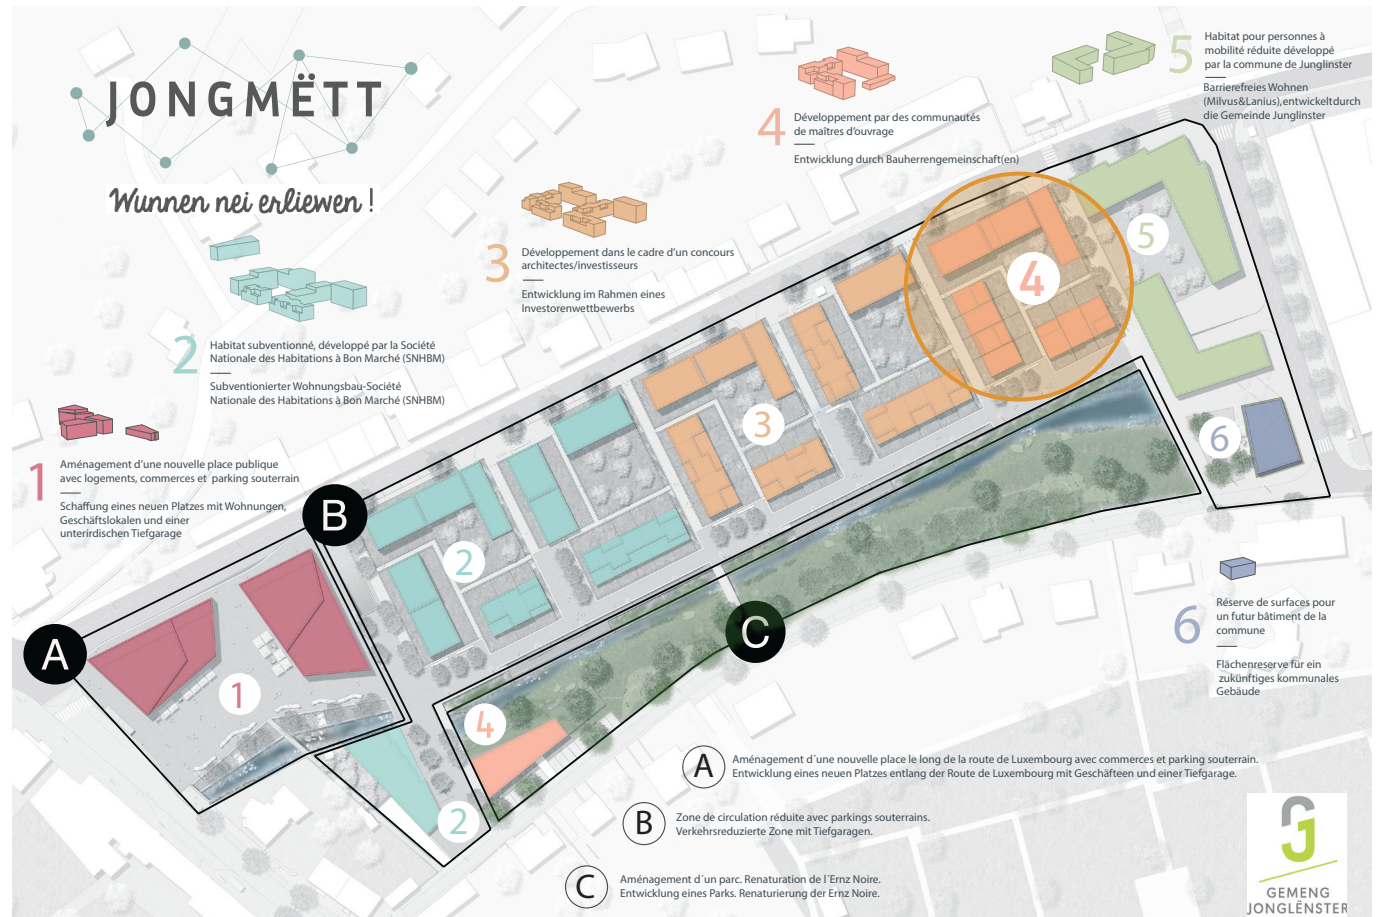 JONGMËTT
Wunnen nei erliewen !
1
Aménagement d'une nouvelle place publique
avec logements, commerces et parking souterrain
Schaffung eines neuen Platzes mit Wohnungen,
Geschäftslokalen und einer
unterirdischen Tiefgarage
2
Habitat subventionné, développé par la Société
Nationale des Habitations à Bon Marché (SNHBM)
Subventionierter Wohnungsbau-Société
Nationale des Habitations à Bon Marché (SNHBM)
3
Développement dans le cadre d'un concours
architectes/investisseurs
Entwicklung im Rahmen eines
Investorenwettbewerbs
4
Développement par des communautés
de maîtres d'ouvrage
Entwicklung durch Bauherrengemeinschaft(en)
5
Habitat pour personnes à
mobilité réduite développé
par la commune de Junglinster
Barrierefreies Wohnen
(Milvus&Lanius),entwickeltdurch
die Gemeinde Junglinster
5
4
3
6
B
2
A
1
C
4
2
6
Réserve de surfaces pour
un futur bâtiment de la
commune
Flächenreserve für ein
zukünftiges kommunales
Gebäude
A
Aménagement d´une nouvelle place le long de la route de Luxembourg avec commerces et parking souterrain.
Entwicklung eines neuen Platzes entlang der Route de Luxembourg mit Geschäfteen und einer Tiefgarage.
B
Zone de circulation réduite avec parkings souterrains.
Verkehrsreduzierte Zone mit Tiefgaragen.
C
Aménagement d´un parc. Renaturation de l´Ernz Noire.
Entwicklung eines Parks. Renaturierung der Ernz Noire.
GEMENG
JONGLËNSTER